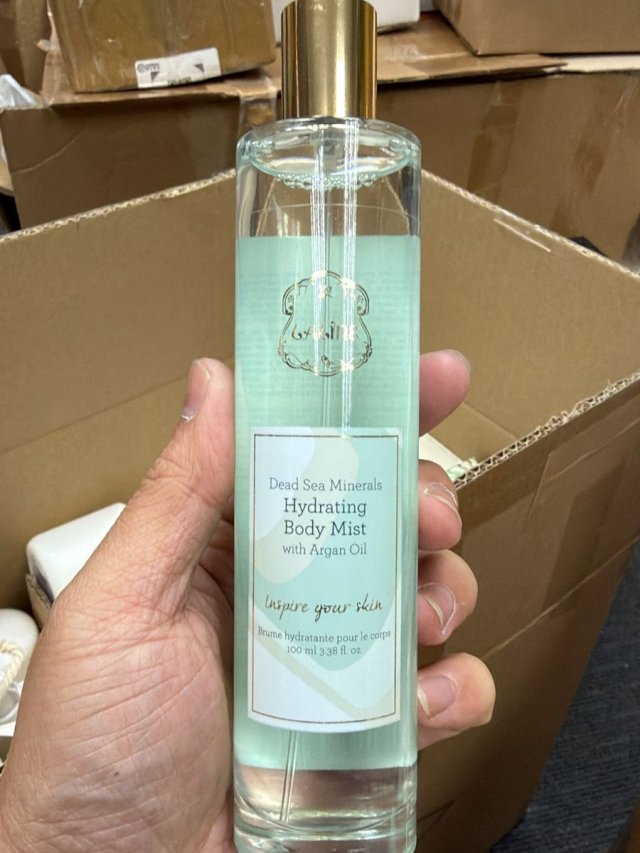 LALINE
Dead Sea Minerals
Hydrating
Body Mist
with Argan Oil
Inspire your skin
Brume hydratante pour le corps
100 ml 3.38 fl. oz